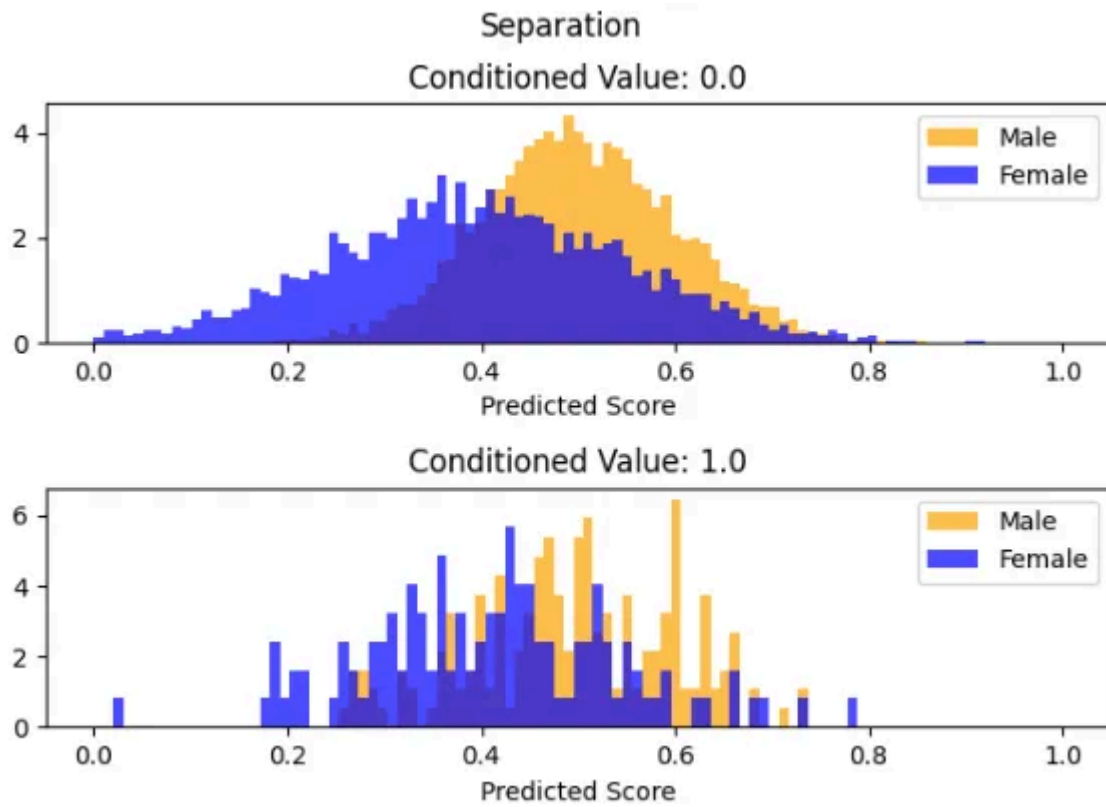 Separation
Conditioned Value: 0.0
Male
Female
4
2
0
0.0 0.2 0.4 0.6 0.8 1.0
Predicted Score
Conditioned Value: 1.0
Male
Female
6
4
2
0
0.0 0.2 0.4 0.6 0.8 1.0
Predicted Score